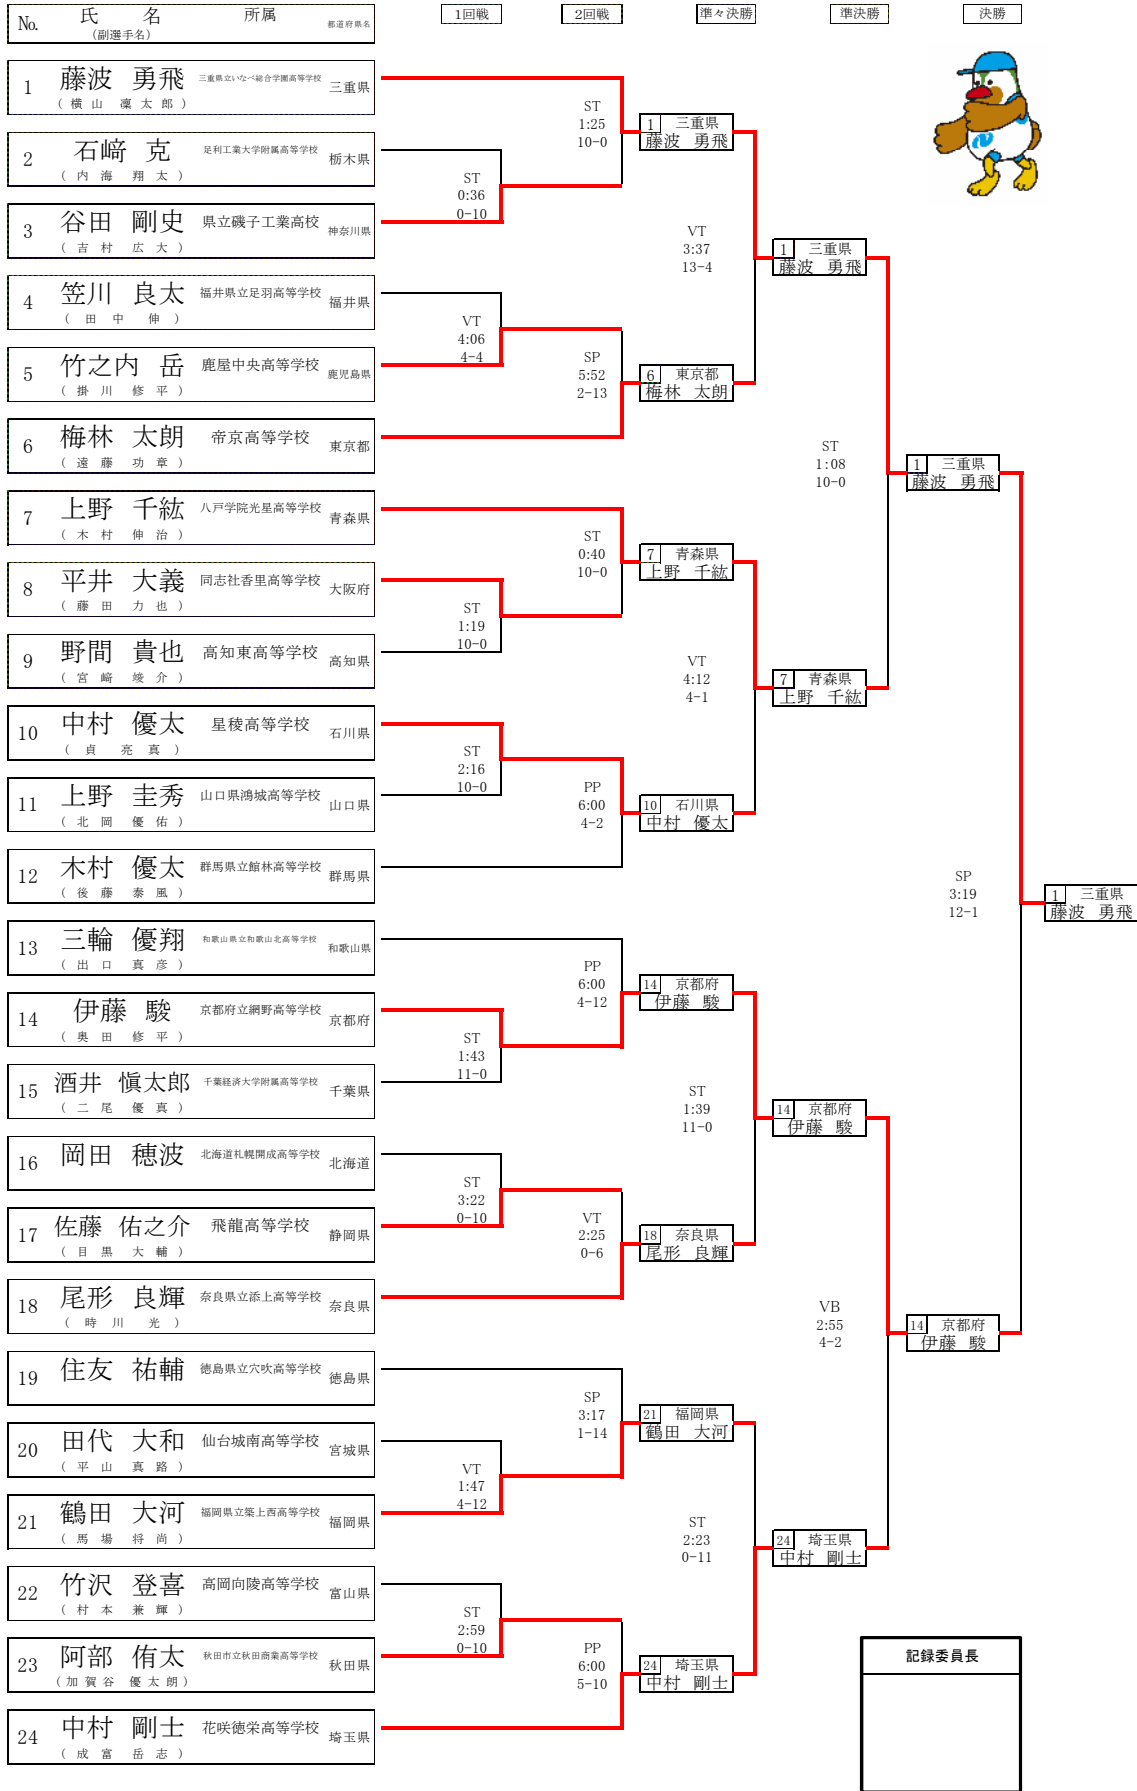 No. 氏 名 所属 都道府県名 1回戦 2回戦 準々決勝 準決勝 決勝
(副選手名)
1 藤波 勇飛 三重県立いなべ総合学園高等学校 三重県
( 横 山 凜 太 郎 )
2 石﨑 克 足利工業大学附属高等学校 栃木県
( 内 海 翔 太 )
3 谷田 剛史 県立磯子工業高校 神奈川県
( 吉 村 広 大 )
4 笠川 良太 福井県立足羽高等学校 福井県
( 田 中 伸 )
5 竹之内 岳 鹿屋中央高等学校 鹿児島県
( 掛 川 修 平 )
6 梅林 太朗 帝京高等学校 東京都
( 遠 藤 功 章 )
7 上野 千紘 八戸学院光星高等学校 青森県
( 木 村 伸 治 )
8 平井 大義 同志社香里高等学校 大阪府
( 藤 田 力 也 )
9 野間 貴也 高知東高等学校 高知県
( 宮 﨑 竣 介 )
10 中村 優太 星稜高等学校 石川県
( 貞 亮 真 )
11 上野 圭秀 山口県鴻城高等学校 山口県
( 北 岡 優 佑 )
12 木村 優太 群馬県立館林高等学校 群馬県
( 後 藤 泰 風 )
13 三輪 優翔 和歌山県立和歌山北高等学校 和歌山県
( 出 口 真 彦 )
14 伊藤 駿 京都府立網野高等学校 京都府
( 奥 田 修 平 )
15 酒井 愼太郎 千葉経済大学附属高等学校 千葉県
( 二 尾 優 真 )
16 岡田 穂波 北海道札幌開成高等学校 北海道
17 佐藤 佑之介 飛龍高等学校 静岡県
( 目 黒 大 輔 )
18 尾形 良輝 奈良県立添上高等学校 奈良県
( 時 川 光 )
19 住友 祐輔 徳島県立穴吹高等学校 徳島県
20 田代 大和 仙台城南高等学校 宮城県
( 平 山 真 路 )
21 鶴田 大河 福岡県立築上西高等学校 福岡県
( 馬 場 将 尚 )
22 竹沢 登喜 高岡向陵高等学校 富山県
( 村 本 兼 輝 )
23 阿部 侑太 秋田市立秋田商業高等学校 秋田県
( 加 賀 谷 優 太 朗 )
24 中村 剛士 花咲徳栄高等学校 埼玉県
( 成 富 岳 志 )
ST
0:36
0-10
VT
4:06
4-4
ST
1:19
10-0
ST
2:16
10-0
ST
1:43
11-0
ST
3:22
0-10
VT
1:47
4-12
ST
2:59
0-10
ST
1:25
10-0
SP
5:52
2-13
ST
0:40
10-0
PP
6:00
4-2
PP
6:00
4-12
VT
2:25
0-6
SP
3:17
1-14
PP
6:00
5-10
1 三重県
藤波 勇飛
6 東京都
梅林 太朗
7 青森県
上野 千紘
10 石川県
中村 優太
14 京都府
伊藤 駿
18 奈良県
尾形 良輝
21 福岡県
鶴田 大河
24 埼玉県
中村 剛士
VT
3:37
13-4
VT
4:12
4-1
ST
1:39
11-0
ST
2:23
0-11
1 三重県
藤波 勇飛
7 青森県
上野 千紘
14 京都府
伊藤 駿
24 埼玉県
中村 剛士
ST
1:08
10-0
VB
2:55
4-2
1 三重県
藤波 勇飛
14 京都府
伊藤 駿
SP
3:19
12-1
1 三重県
藤波 勇飛
記録委員長